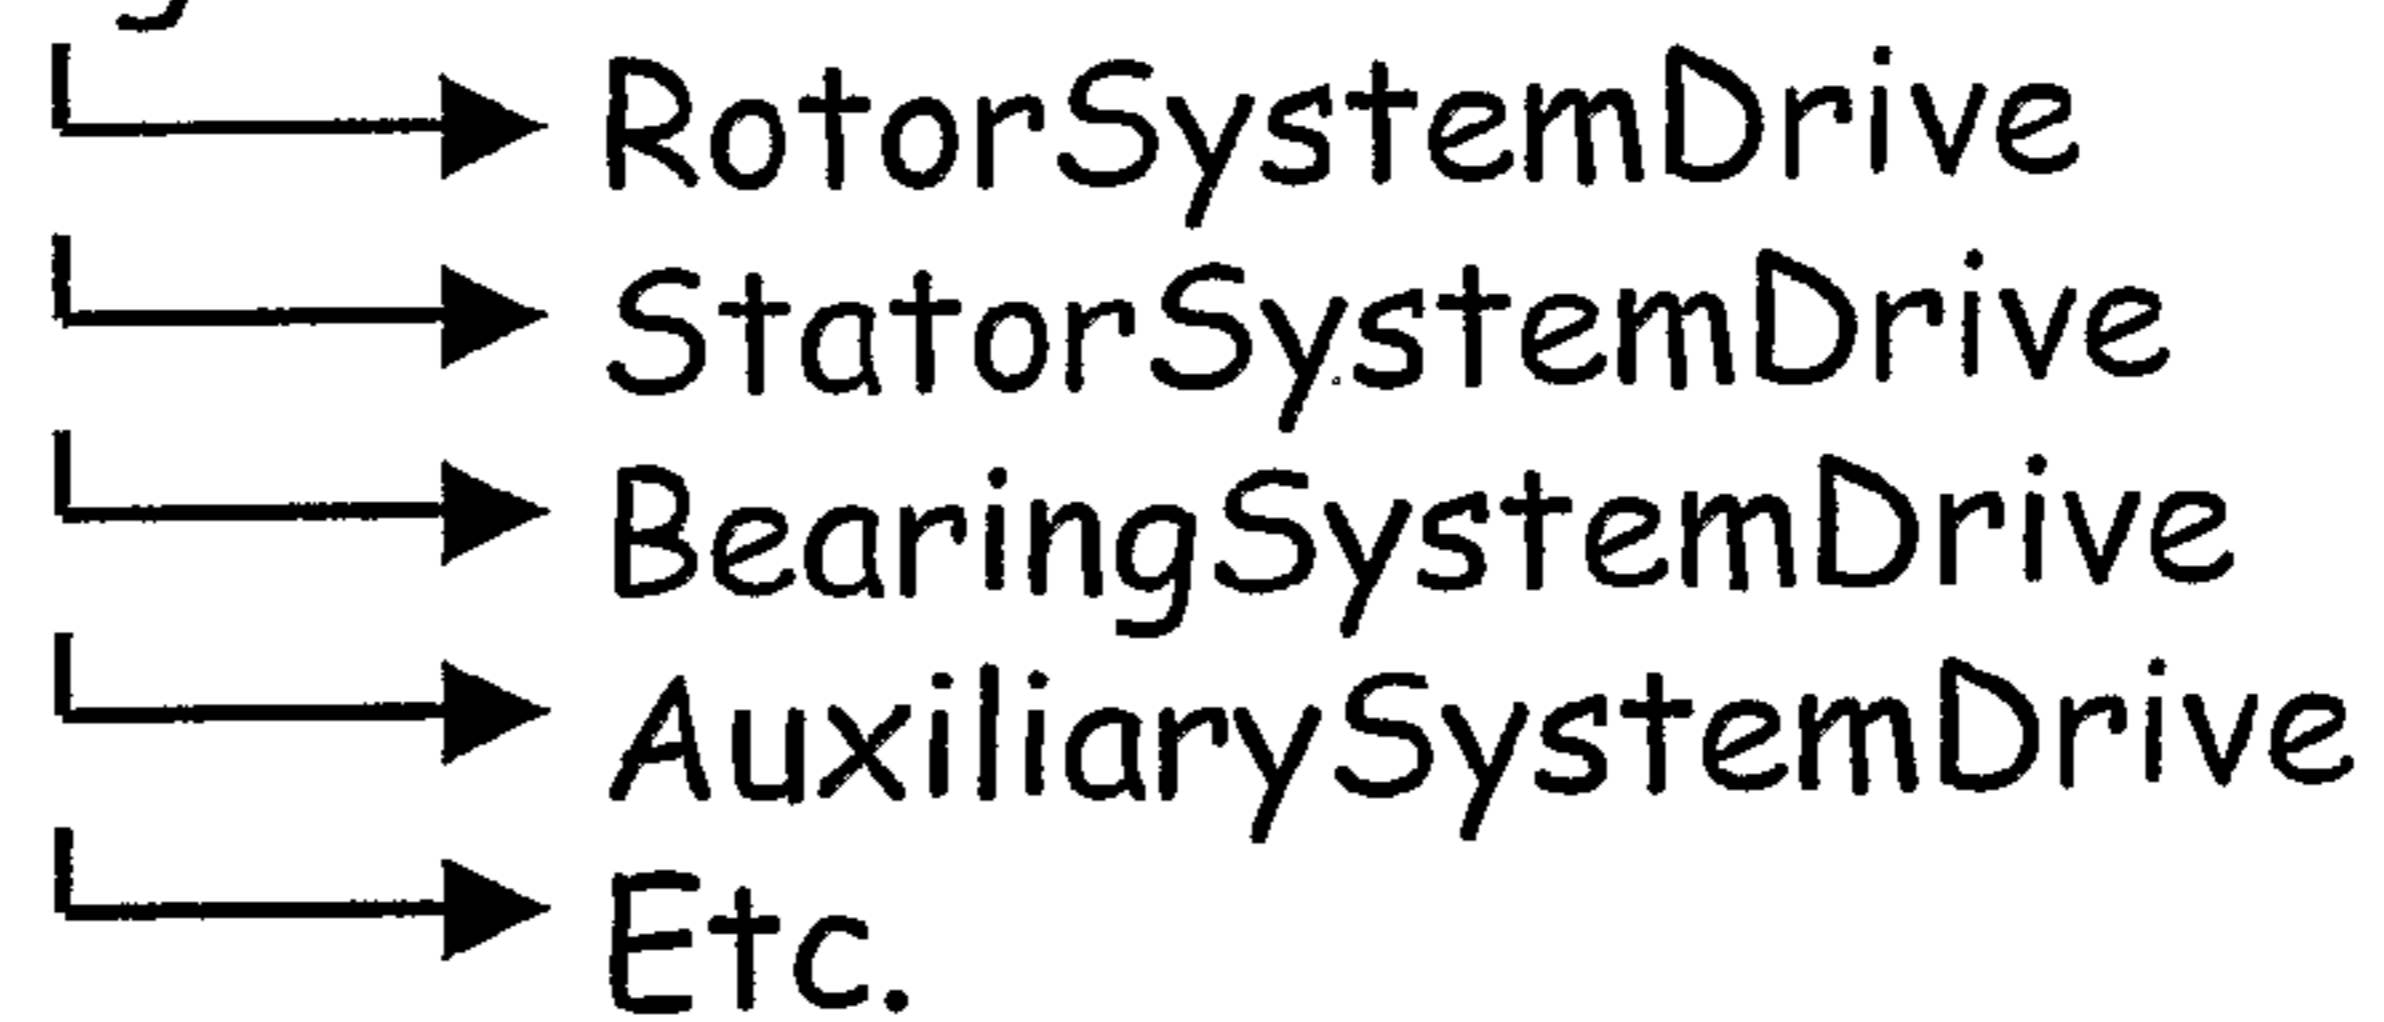 RotorSystemDrive
StatorSystemDrive
BearingSystemDrive
AuxiliarySystemDrive
Etc.